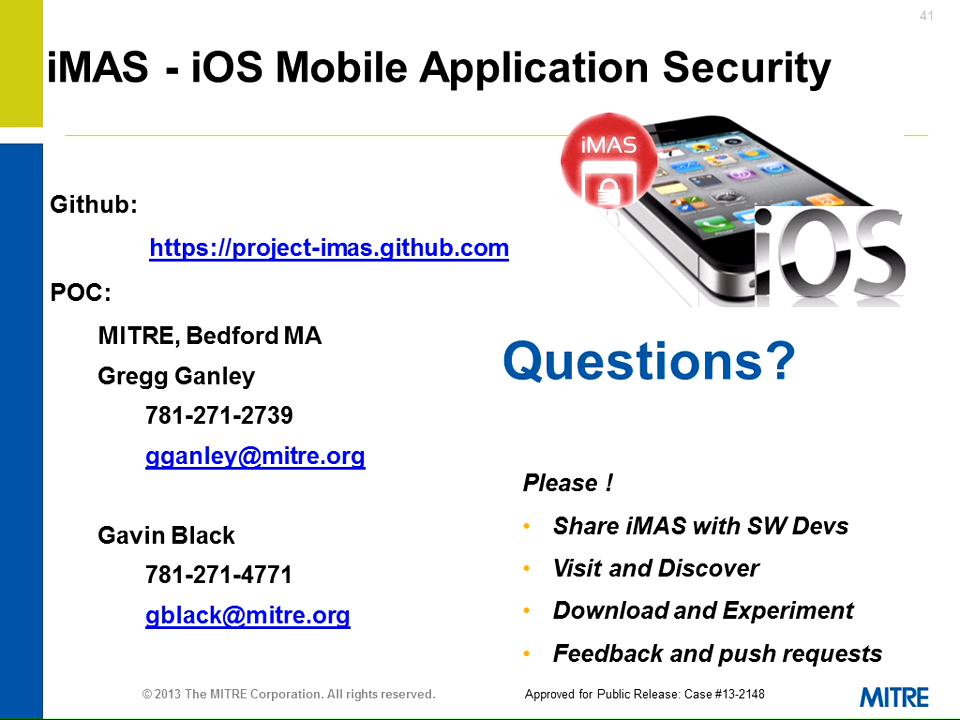 41
iMAS - iOS Mobile Application Security
iMAS
iOS
Github:
https://project-imas.github.com
POC:
MITRE, Bedford MA
Gregg Ganley
781-271-2739
gganley@mitre.org
Gavin Black
781-271-4771
gblack@mitre.org
Questions?
Please !
• Share iMAS with SW Devs
• Visit and Discover
• Download and Experiment
• Feedback and push requests
© 2013 The MITRE Corporation. All rights reserved.
Approved for Public Release: Case #13-2148
MITRE